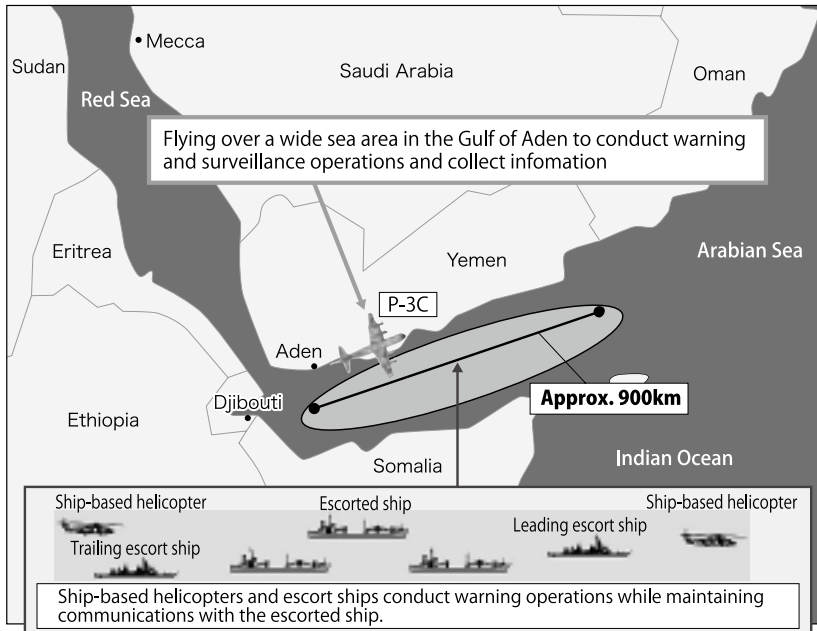 Mecca
Sudan
Saudi Arabia
Oman
Red Sea
Flying over a wide sea area in the Gulf of Aden to conduct warning
and surveillance operations and collect infomation
Eritrea
Yemen
Arabian Sea
P-3C
Aden
Djibouti
Approx. 900km
Ethiopia
Somalia
Indian Ocean
Ship-based helicopter
Escorted ship
Ship-based helicopter
Trailing escort ship
Leading escort ship
Ship-based helicopters and escort ships conduct warning operations while maintaining
communications with the escorted ship.